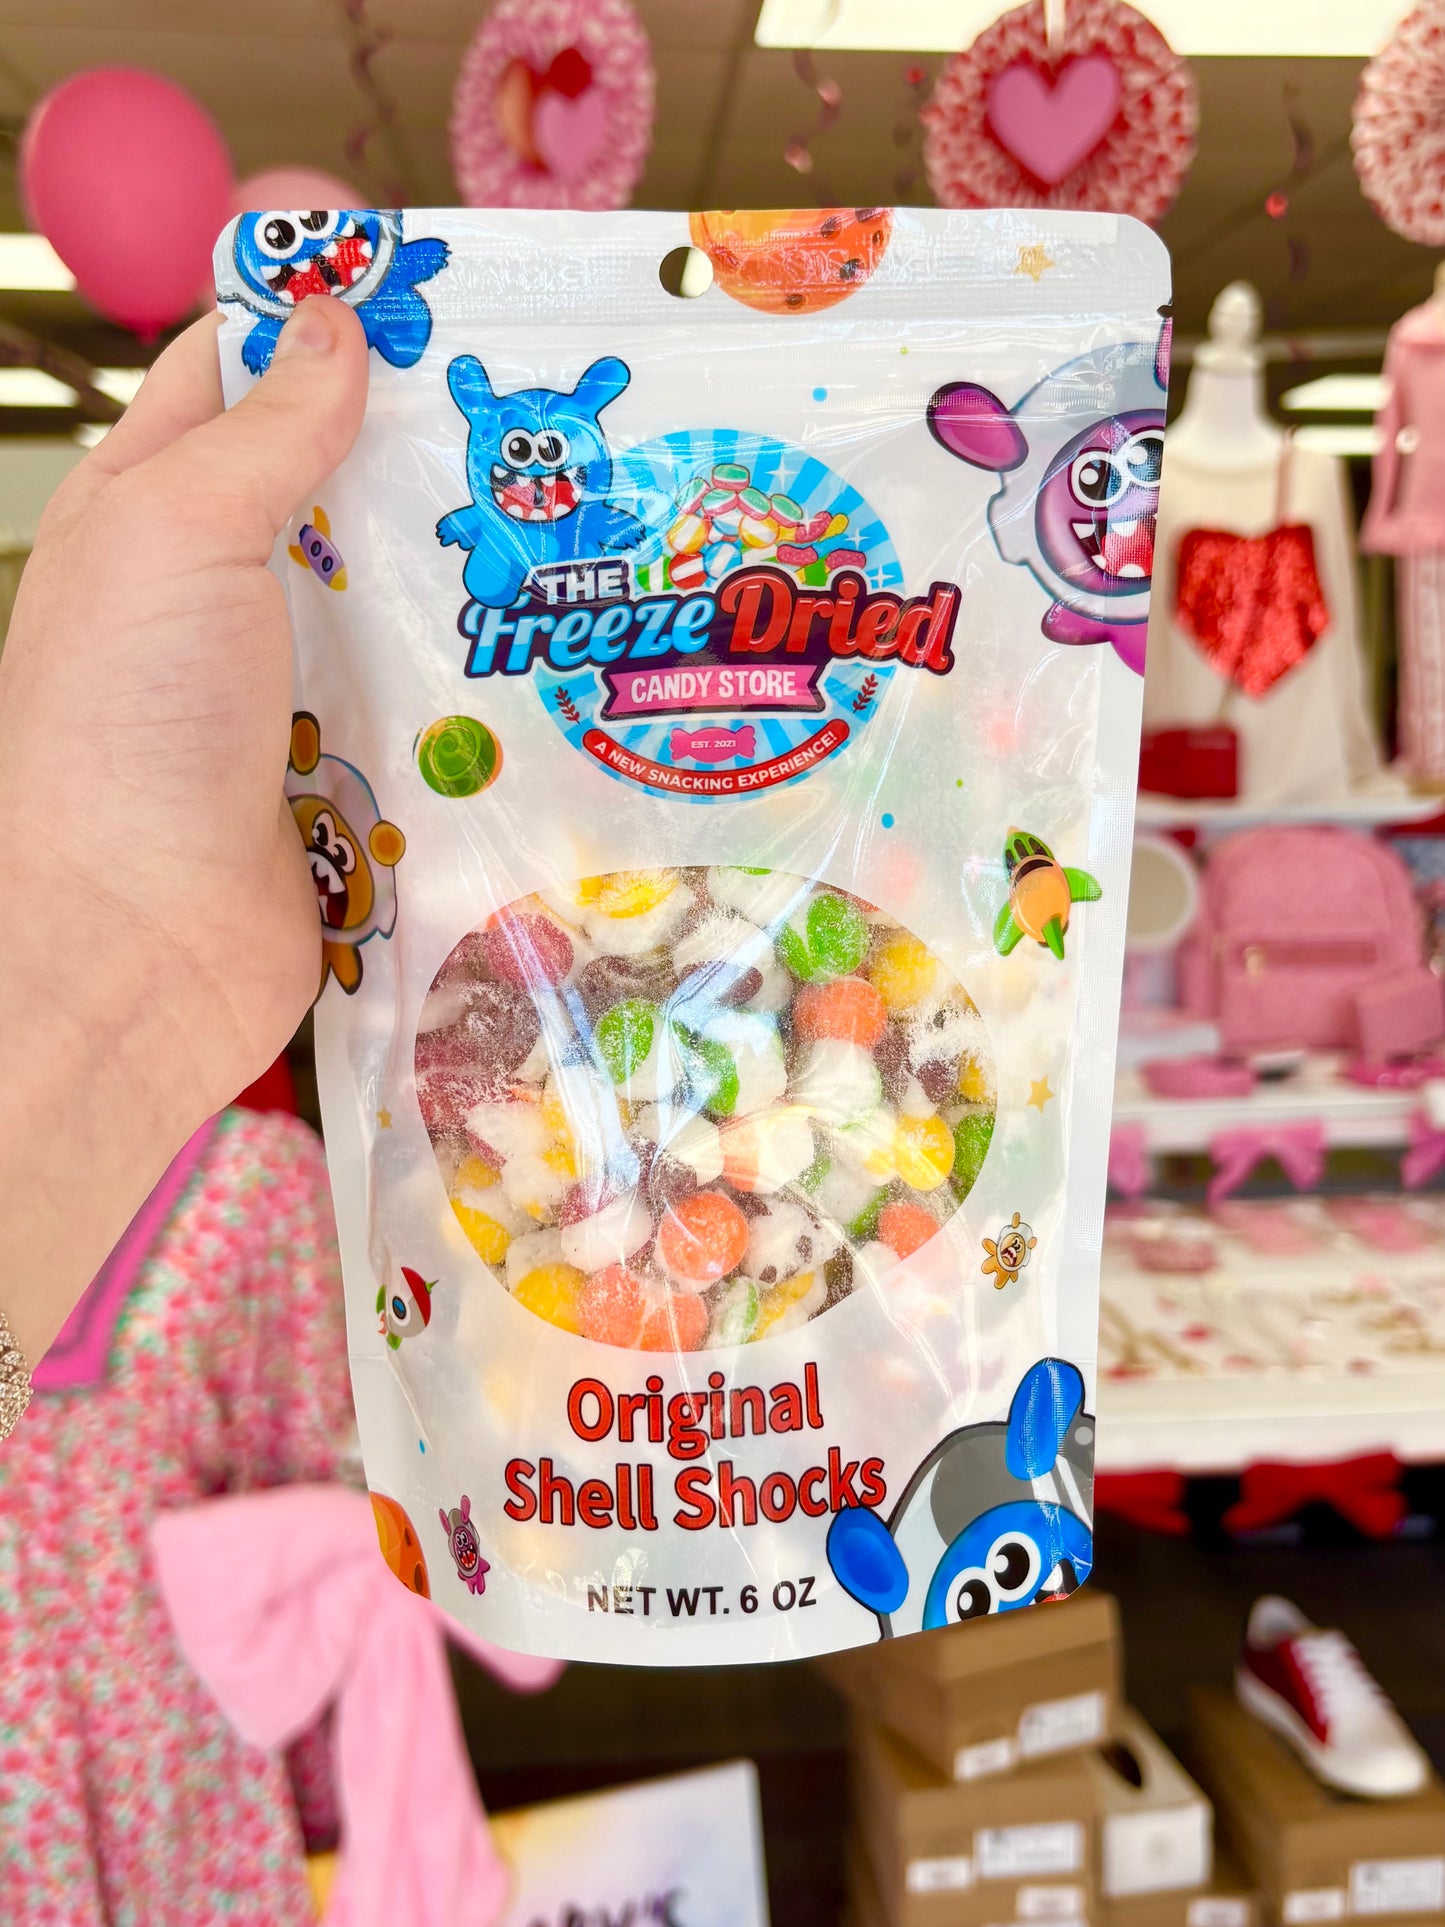 THE
Freeze Dried
CANDY STORE
EST. 2021
A NEW SNACKING EXPERIENCE!
Original
Shell Shocks
NET WT. 6 OZ